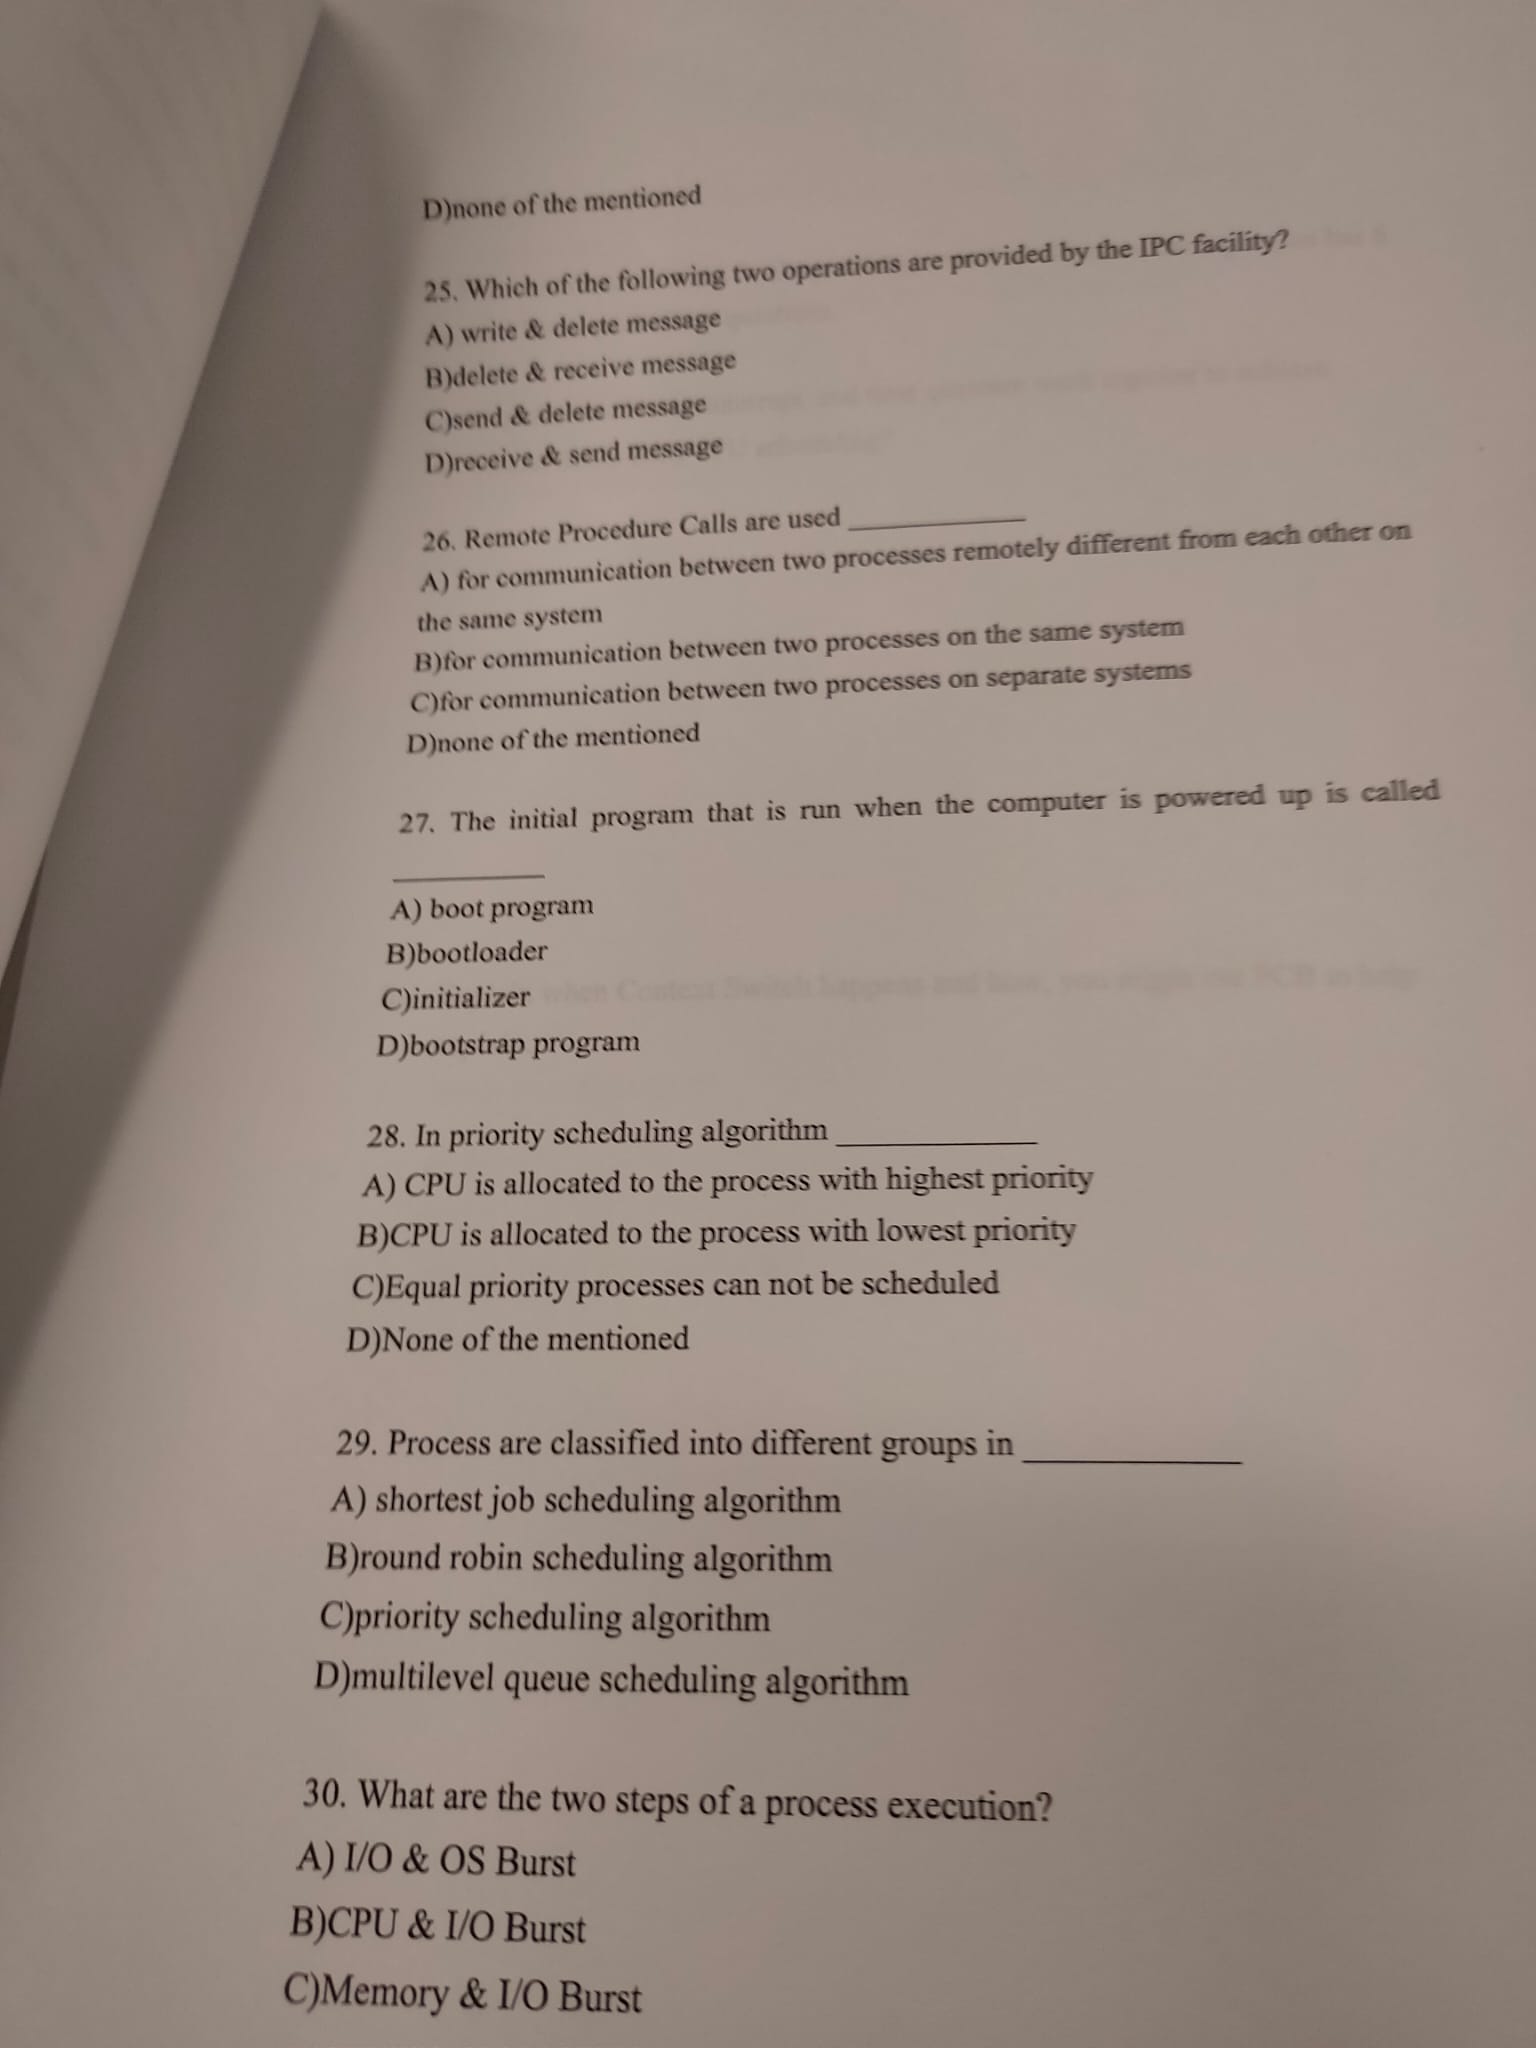 D)none of the mentioned
25. Which of the following two operations are provided by the IPC facility?
A) write & delete message
B)delete & receive message
C)send & delete message
D)receive & send message
26. Remote Procedure Calls are used ____________
A) for communication between two processes remotely different from each other on
the same system
B)for communication between two processes on the same system
C)for communication between two processes on separate systems
D)none of the mentioned
27. The initial program that is run when the computer is powered up is called
__________
A) boot program
B)bootloader
C)initializer
D)bootstrap program
28. In priority scheduling algorithm ____________
A) CPU is allocated to the process with highest priority
B)CPU is allocated to the process with lowest priority
C)Equal priority processes can not be scheduled
D)None of the mentioned
29. Process are classified into different groups in ____________
A) shortest job scheduling algorithm
B)round robin scheduling algorithm
C)priority scheduling algorithm
D)multilevel queue scheduling algorithm
30. What are the two steps of a process execution?
A) I/O & OS Burst
B)CPU & I/O Burst
C)Memory & I/O Burst